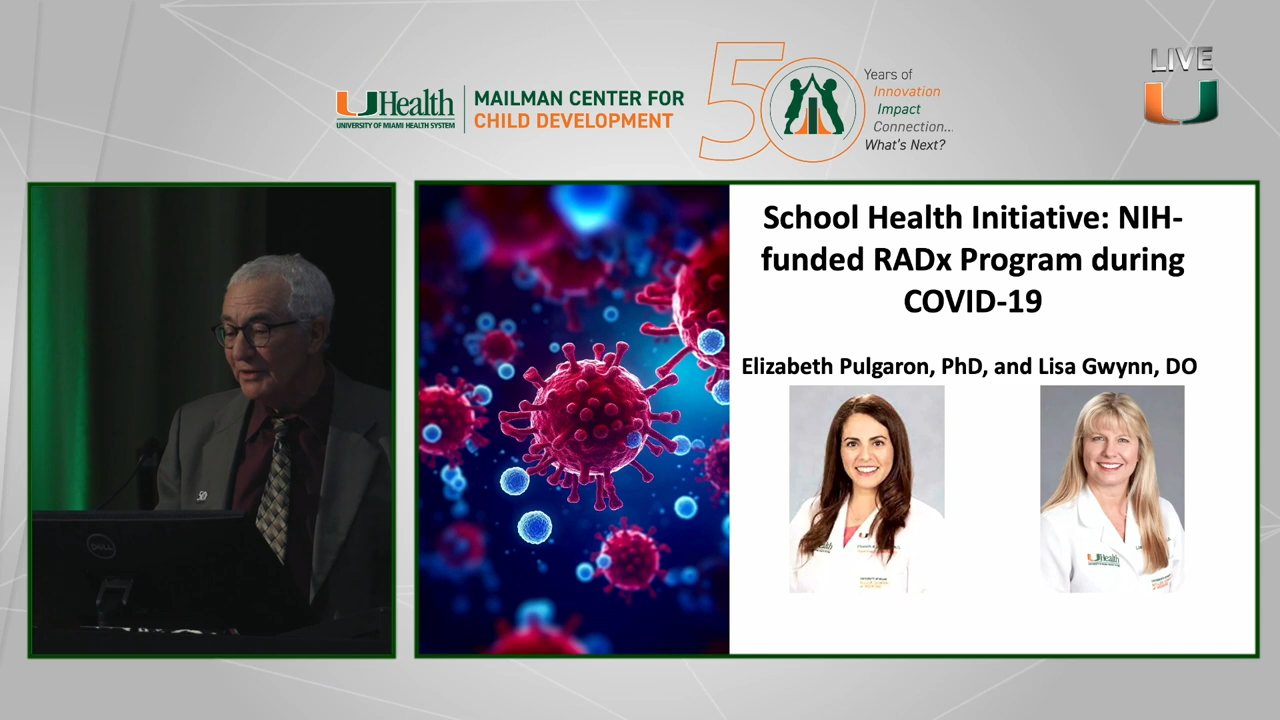 UHealth
UNIVERSITY OF MIAMI HEALTH SYSTEM
MAILMAN CENTER FOR
CHILD DEVELOPMENT
50
Years of
Innovation
Impact
Connection...
What's Next?
LIVE
U
School Health Initiative: NIH-
funded RADx Program during
COVID-19
Elizabeth Pulgaron, PhD, and Lisa Gwynn, DO
DELL
UHealth